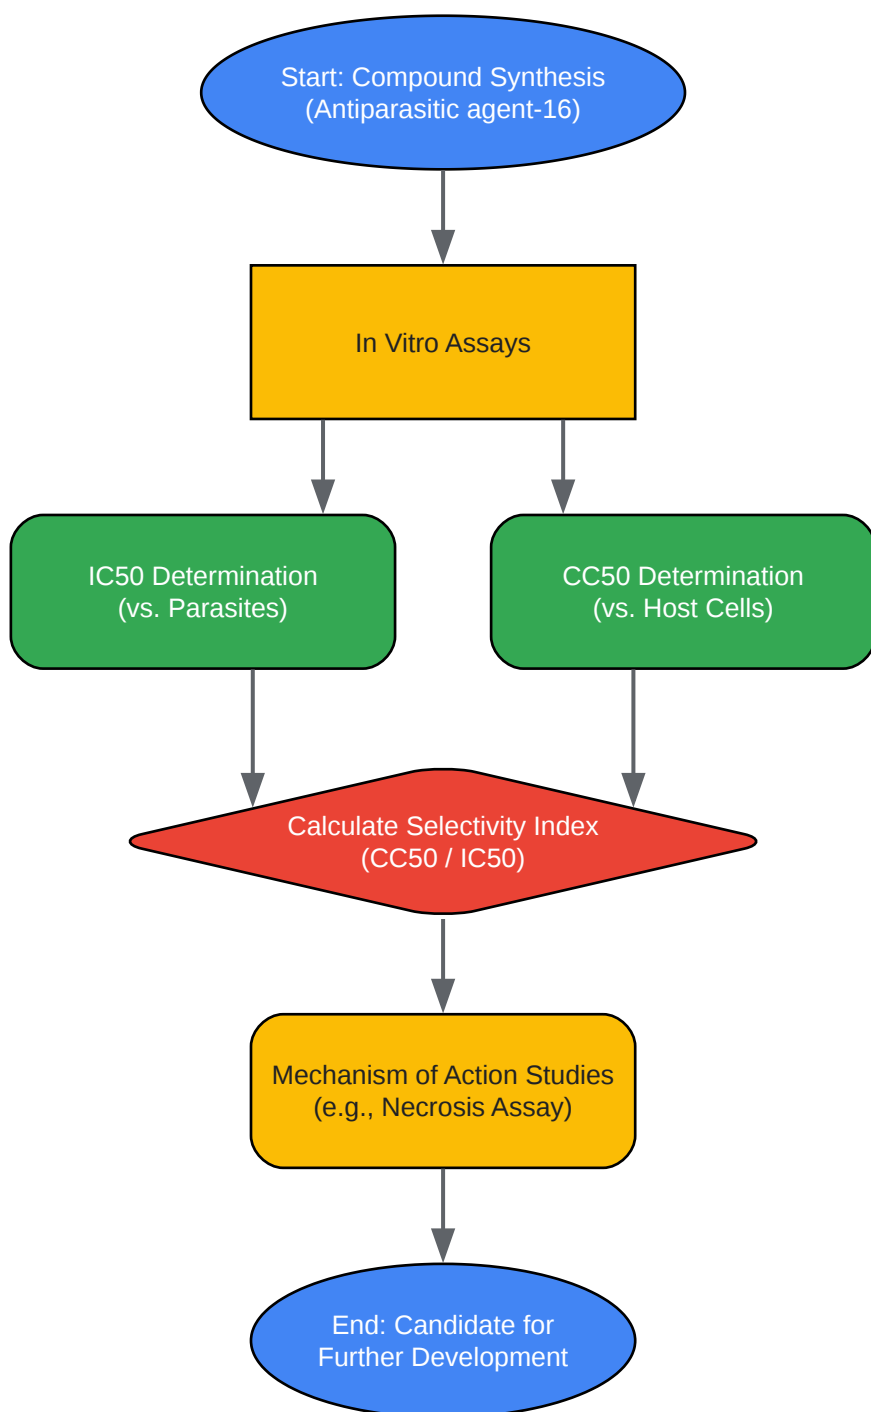 Start: Compound Synthesis
(Antiparasitic agent-16)
In Vitro Assays
IC50 Determination
(vs. Parasites)
CC50 Determination
(vs. Host Cells)
Calculate Selectivity Index
(CC50 / IC50)
Mechanism of Action Studies
(e.g., Necrosis Assay)
End: Candidate for
Further Development